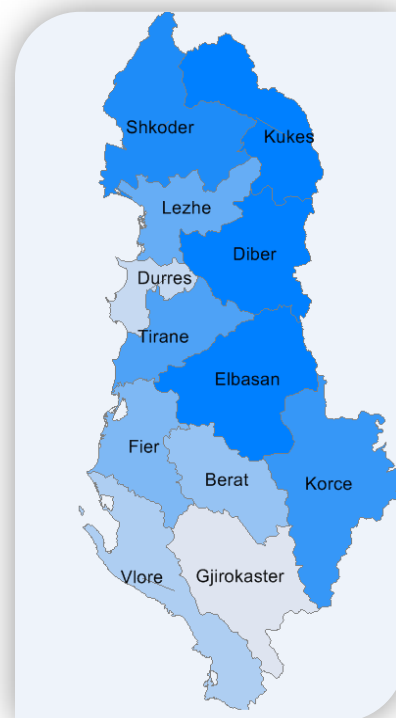 Shkoder
Kukes
Lezhe
Diber
Durres
Tirane
Elbasan
Fier
Berat
Korce
Vlore
Gjirokaster